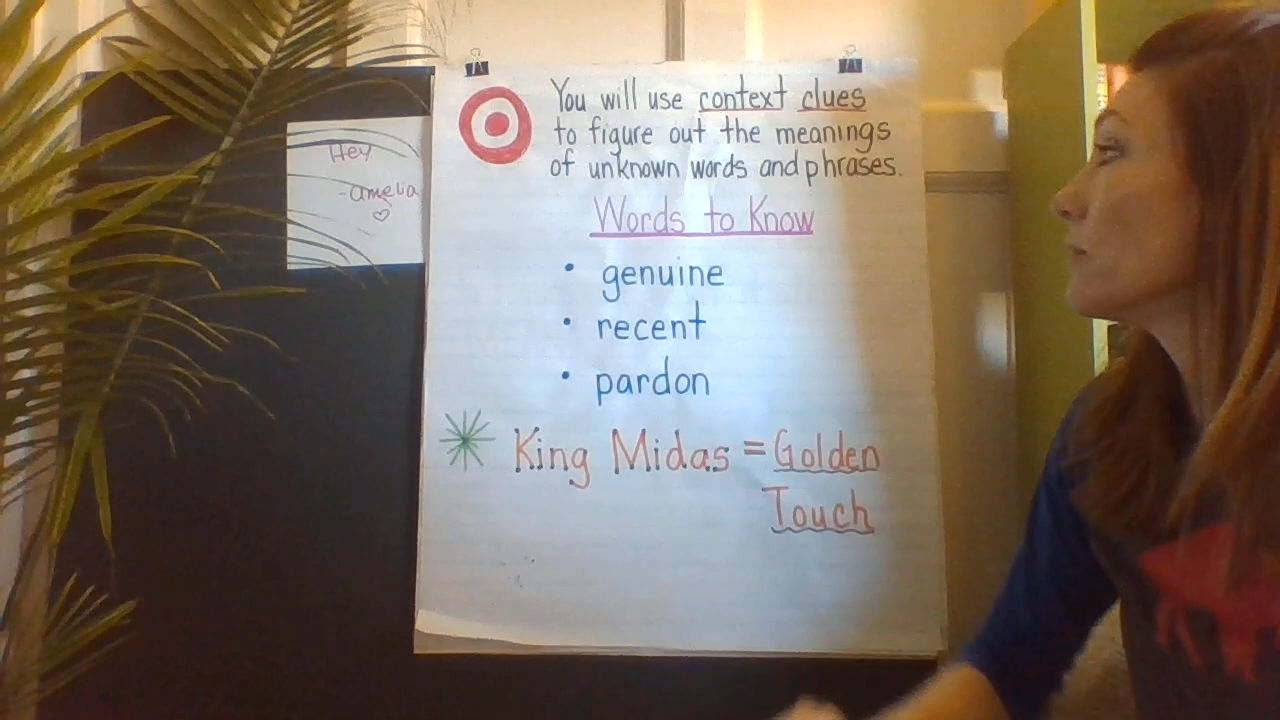 Hey
-Amelia
You will use context clues
to figure out the meanings
of unknown words and phrases.
Words to Know
• genuine
• recent
• pardon
King Midas = Golden
Touch